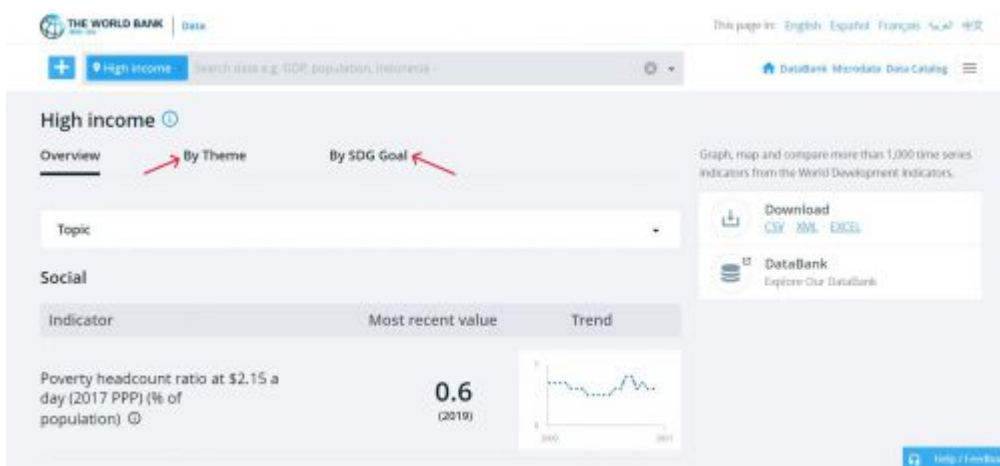 THE WORLD BANK
Data
This page in: English Español Français العربية 中文
High income
Search data e.g. GDP, population, Indonesia
DataBank Microdata Data Catalog
High income
Overview
By Theme
By SDG Goal
Graph, map and compare more than 1,000 time series
indicators from the World Development Indicators.
Topic
Download
CSV XML EXCEL
DataBank
Explore Our DataBank
Social
Indicator
Most recent value
Trend
Poverty headcount ratio at $2.15 a
day (2017 PPP) (% of
population)
0.6
(2019)
2000
Help / Feedback